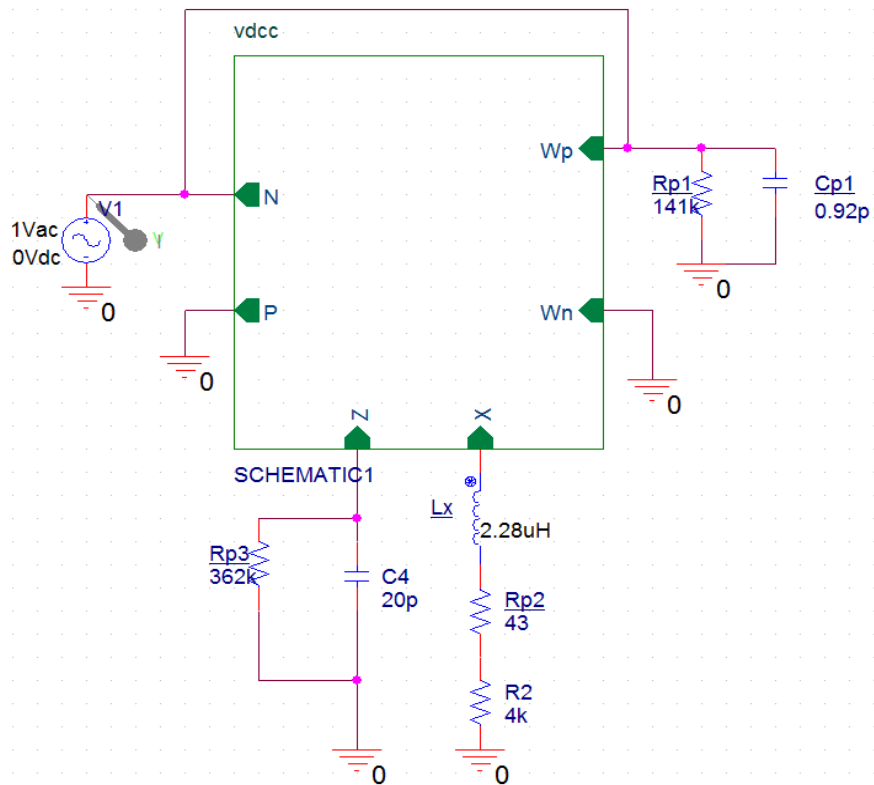 vdcc
Wp
N
V1
V
1Vac
0Vdc
0
Rp1
141k
Cp1
0.92p
0
P
0
Wn
0
Z
X
SCHEMATIC1
Lx
2.28uH
Rp3
362k
C4
20p
Rp2
43
R2
4k
0
0